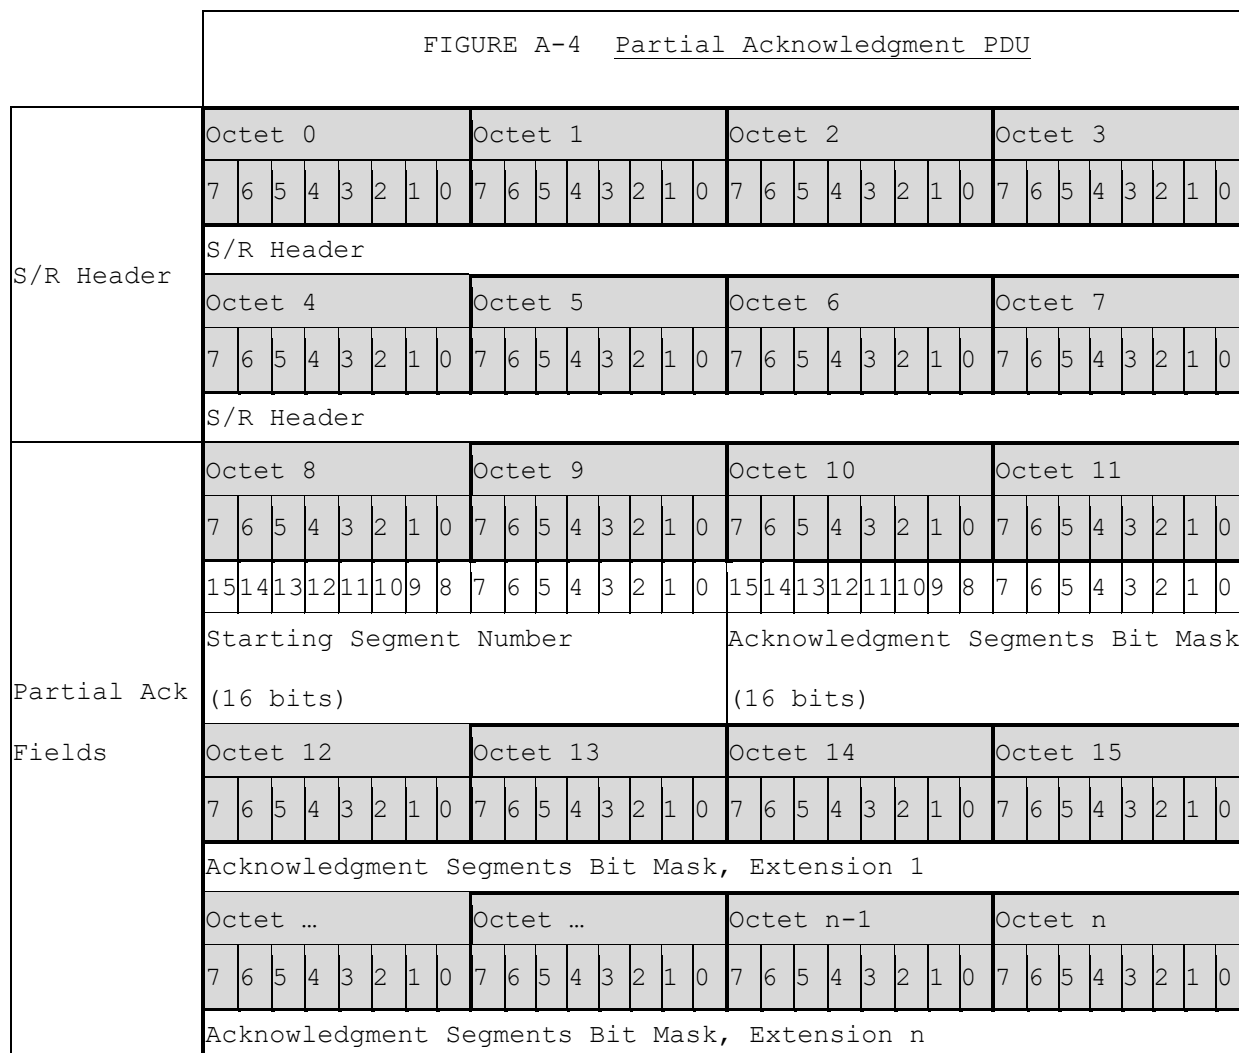 FIGURE A-4 Partial Acknowledgment PDU
S/R Header
Octet 0 Octet 1 Octet 2 Octet 3
7 6 5 4 3 2 1 0 7 6 5 4 3 2 1 0 7 6 5 4 3 2 1 0 7 6 5 4 3 2 1 0
S/R Header
Octet 4 Octet 5 Octet 6 Octet 7
7 6 5 4 3 2 1 0 7 6 5 4 3 2 1 0 7 6 5 4 3 2 1 0 7 6 5 4 3 2 1 0
S/R Header
Partial Ack
Fields
Octet 8 Octet 9 Octet 10 Octet 11
7 6 5 4 3 2 1 0 7 6 5 4 3 2 1 0 7 6 5 4 3 2 1 0 7 6 5 4 3 2 1 0
15 14 13 12 11 10 9 8 7 6 5 4 3 2 1 0 15 14 13 12 11 10 9 8 7 6 5 4 3 2 1 0
Starting Segment Number
(16 bits)
Acknowledgment Segments Bit Mask
(16 bits)
Octet 12 Octet 13 Octet 14 Octet 15
7 6 5 4 3 2 1 0 7 6 5 4 3 2 1 0 7 6 5 4 3 2 1 0 7 6 5 4 3 2 1 0
Acknowledgment Segments Bit Mask, Extension 1
Octet … Octet … Octet n-1 Octet n
7 6 5 4 3 2 1 0 7 6 5 4 3 2 1 0 7 6 5 4 3 2 1 0 7 6 5 4 3 2 1 0
Acknowledgment Segments Bit Mask, Extension n